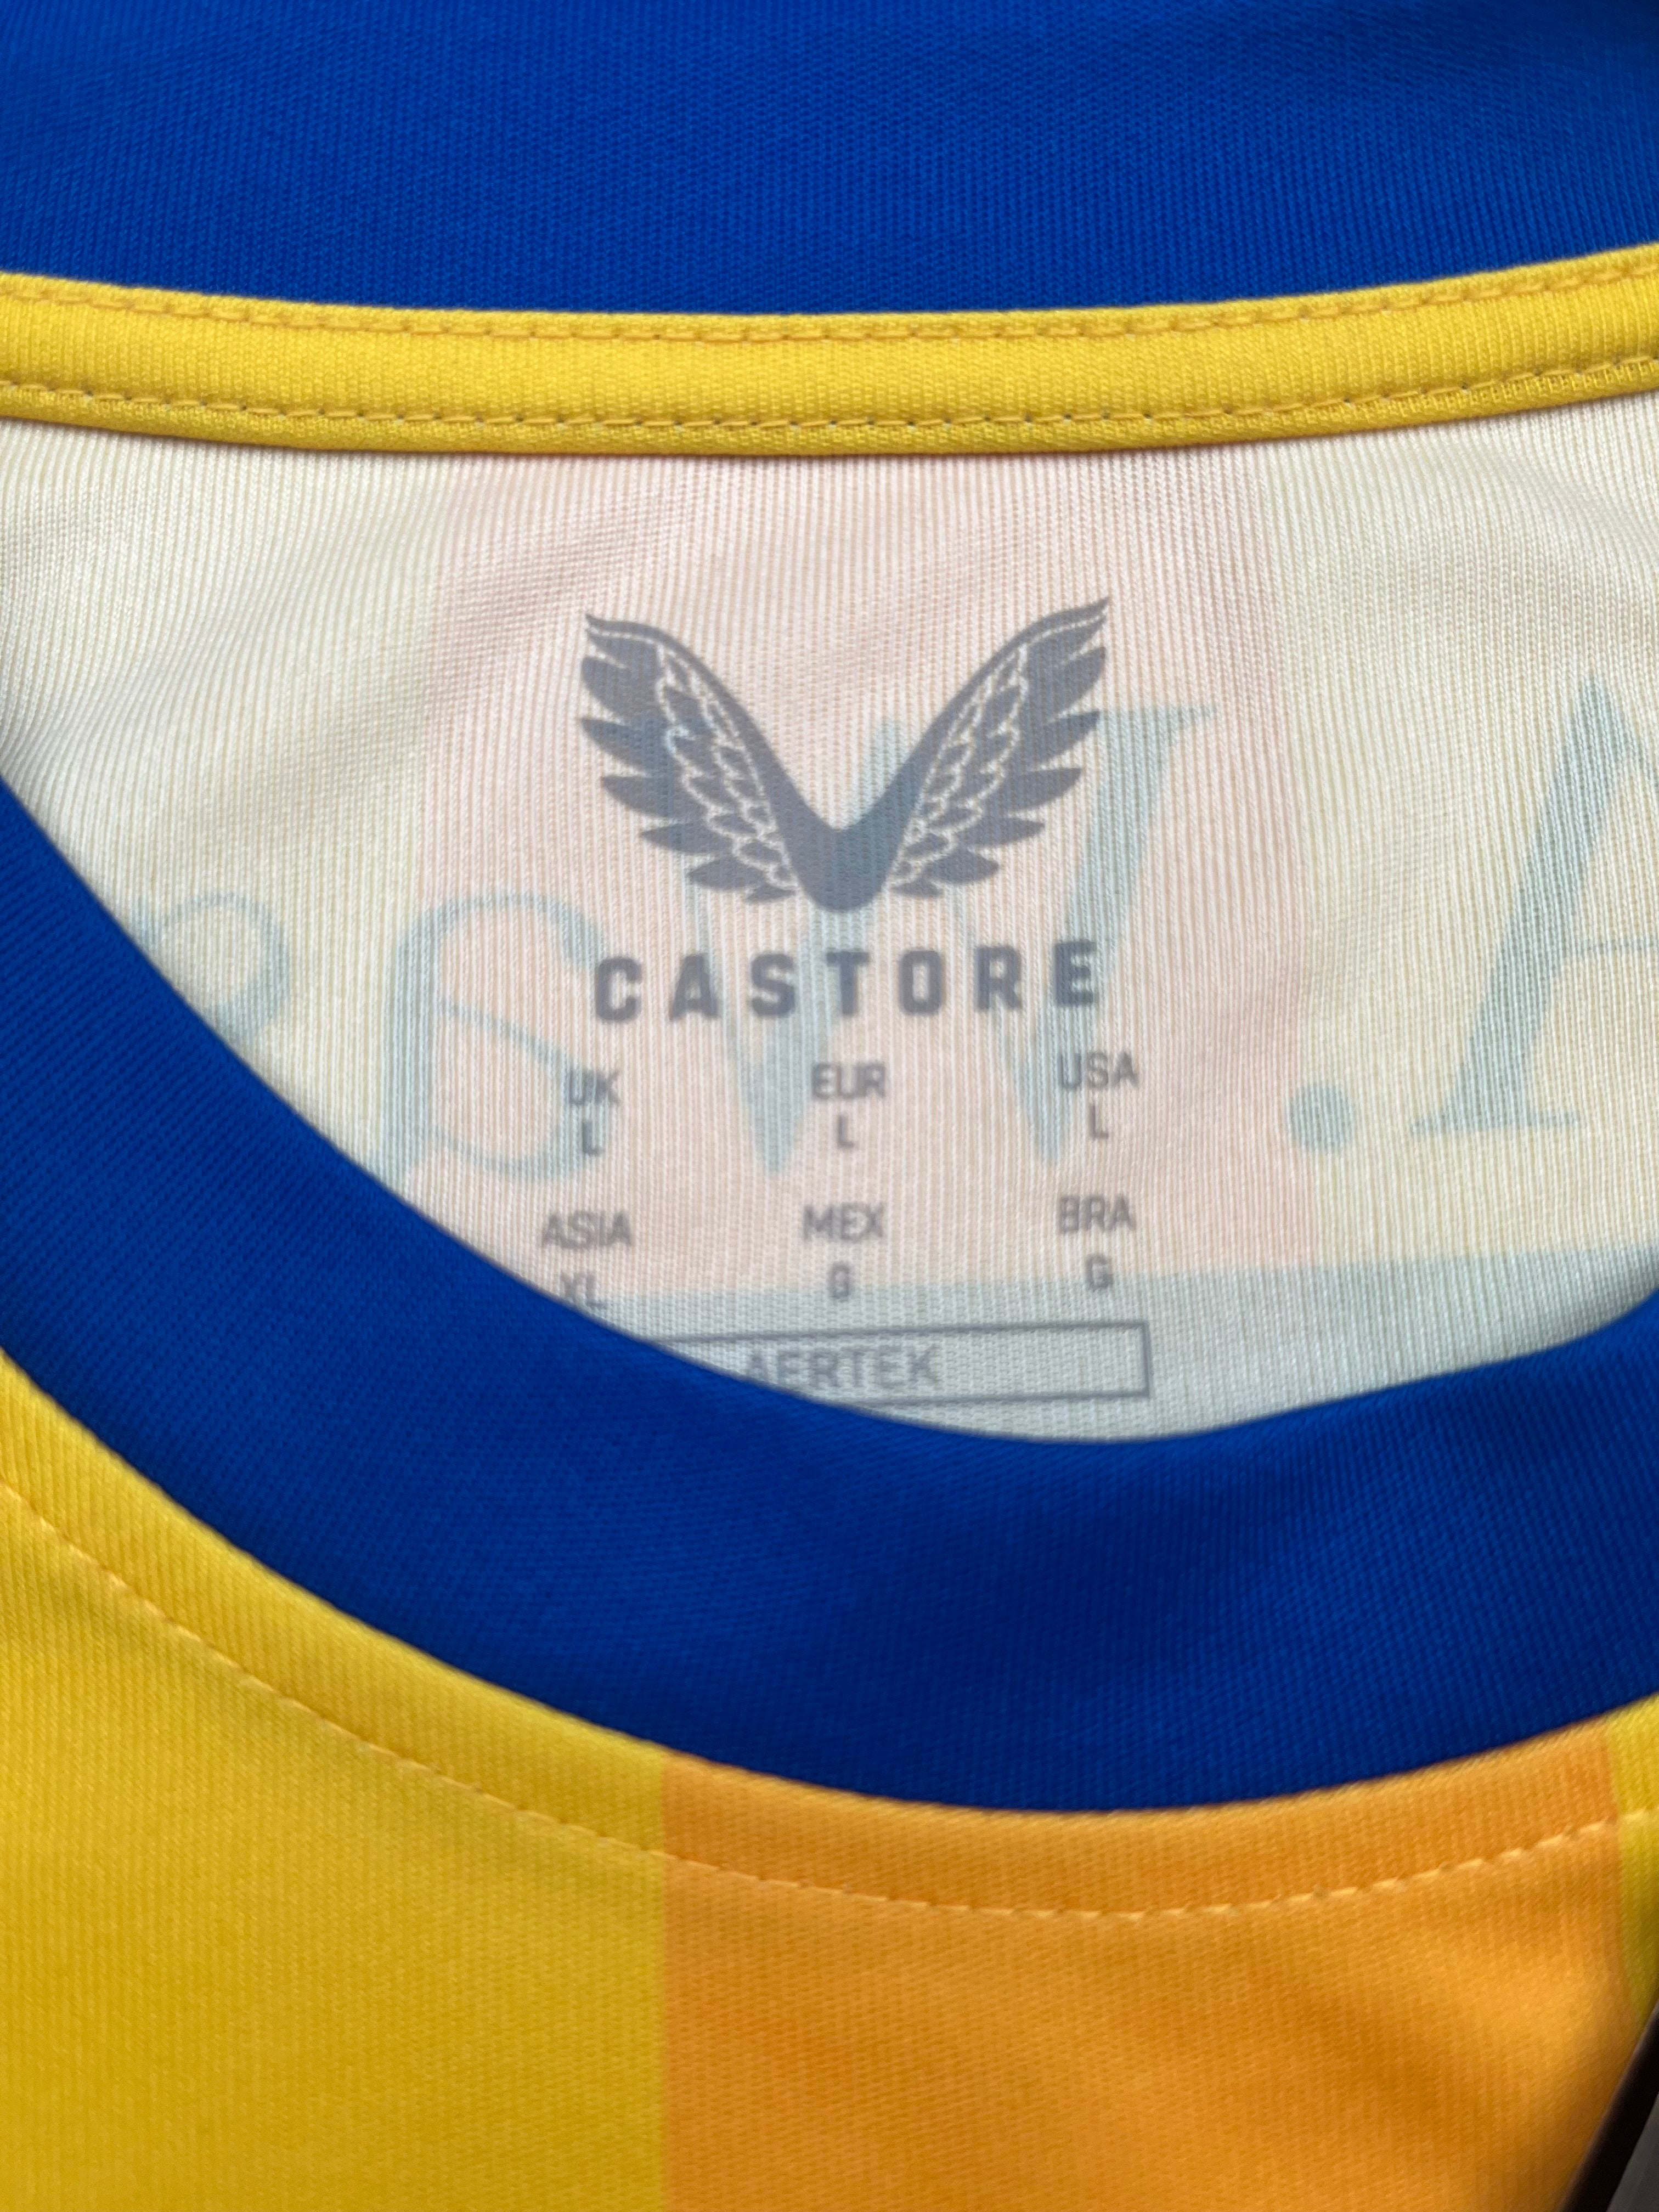 CASTORE
UK EUR USA
L L L
ASIA MEX BRA
XL G G
AERTEK